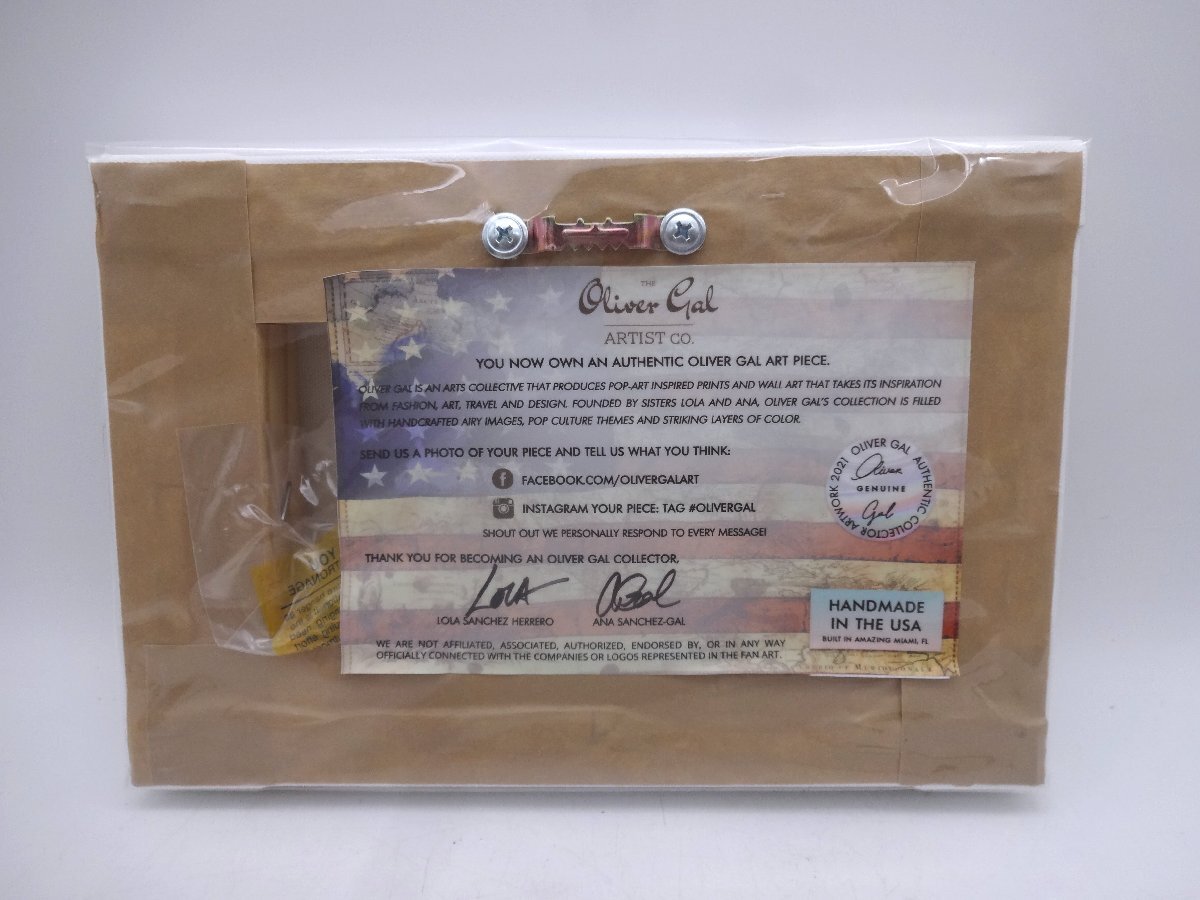 THE
Oliver Gal
ARTIST CO.
YOU NOW OWN AN AUTHENTIC OLIVER GAL ART PIECE.
OLIVER GAL IS AN ARTS COLLECTIVE THAT PRODUCES POP-ART INSPIRED PRINTS AND WALL ART THAT TAKES ITS INSPIRATION
FROM FASHION, ART, TRAVEL AND DESIGN. FOUNDED BY SISTERS LOLA AND ANA, OLIVER GAL'S COLLECTION IS FILLED
WITH HANDCRAFTED AIRY IMAGES, POP CULTURE THEMES AND STRIKING LAYERS OF COLOR.
SEND US A PHOTO OF YOUR PIECE AND TELL US WHAT YOU THINK:
FACEBOOK.COM/OLIVERGALART
INSTAGRAM YOUR PIECE: TAG #OLIVERGAL
SHOUT OUT WE PERSONALLY RESPOND TO EVERY MESSAGE!
OLIVER GAL AUTHENTIC COLLECTOR ARTWORK 2021
Oliver
GENUINE
Gal
THANK YOU FOR BECOMING AN OLIVER GAL COLLECTOR,
LOLA
LOLA SANCHEZ HERRERO ANA SANCHEZ-GAL
HANDMADE
IN THE USA
BUILT IN AMAZING MIAMI, FL
WE ARE NOT AFFILIATED, ASSOCIATED, AUTHORIZED, ENDORSED BY, OR IN ANY WAY
OFFICIALLY CONNECTED WITH THE COMPANIES OR LOGOS REPRESENTED IN THE FAN ART.